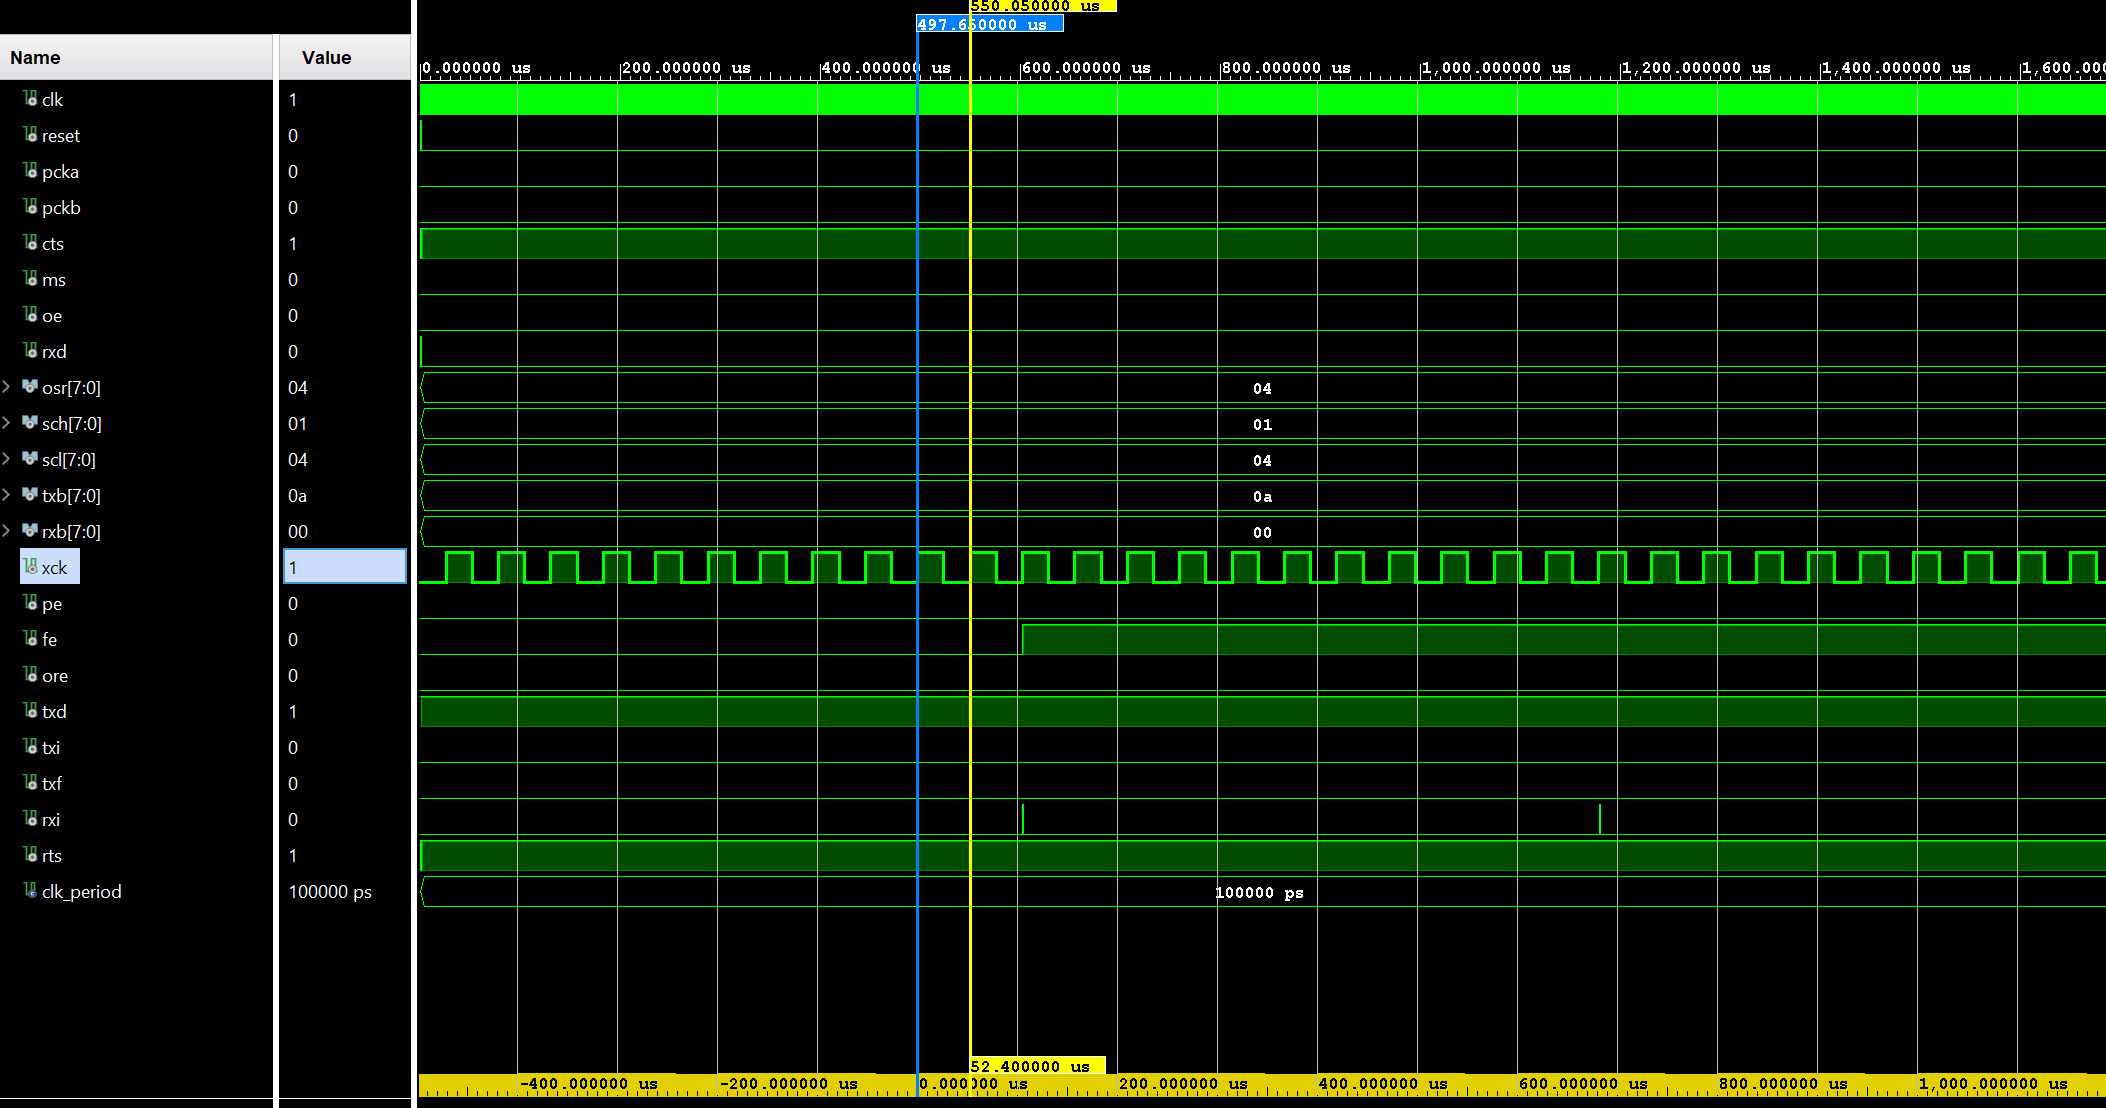 550.050000 us
497.650000 us
Name Value
0.000000 us 200.000000 us 400.000000 us 600.000000 us 800.000000 us 1,000.000000 us 1,200.000000 us 1,400.000000 us 1,600.00
clk 1
reset 0
pcka 0
pckb 0
cts 1
ms 0
oe 0
rxd 0
osr[7:0] 04 04
sch[7:0] 01 01
scl[7:0] 04 04
txb[7:0] 0a 0a
rxb[7:0] 00 00
xck 1
pe 0
fe 0
ore 0
txd 1
txi 0
txf 0
rxi 0
rts 1
clk_period 100000 ps 100000 ps
52.400000 us
-400.000000 us -200.000000 us 0.000000 us 200.000000 us 400.000000 us 600.000000 us 800.000000 us 1,000.000000 us